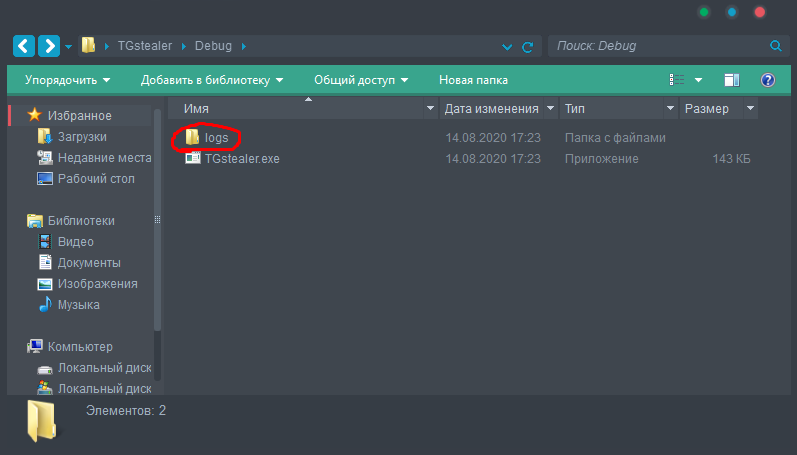 TGstealer Debug
Поиск: Debug
Упорядочить Добавить в библиотеку Общий доступ Новая папка
Имя Дата изменения Тип Размер
Избранное
Загрузки
Недавние места
Рабочий стол
Библиотеки
Видео
Документы
Изображения
Музыка
Компьютер
Локальный диск
Локальный диск
logs 14.08.2020 17:23 Папка с файлами
TGstealer.exe 14.08.2020 17:23 Приложение 143 КБ
Элементов: 2